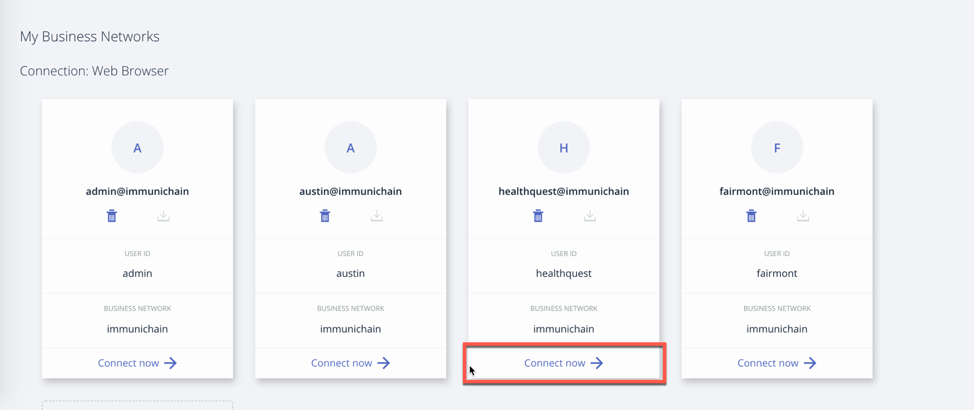 My Business Networks
Connection: Web Browser
A
admin@immunichain
USER ID
admin
BUSINESS NETWORK
immunichain
Connect now
A
austin@immunichain
USER ID
austin
BUSINESS NETWORK
immunichain
Connect now
H
healthquest@immunichain
USER ID
healthquest
BUSINESS NETWORK
immunichain
Connect now
F
fairmont@immunichain
USER ID
fairmont
BUSINESS NETWORK
immunichain
Connect now